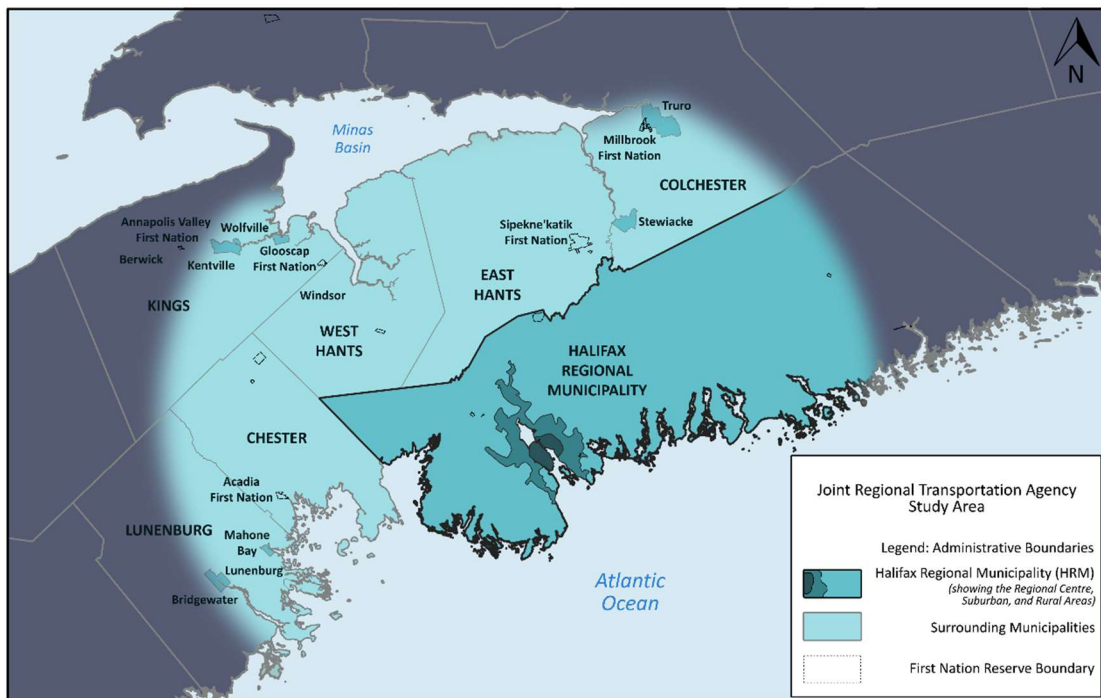 N
Minas
Basin
Truro
Millbrook
First Nation
COLCHESTER
Stewiacke
Sipekne'katik
First Nation
Annapolis Valley
First Nation
Wolfville
Berwick
Kentville
Glooscap
First Nation
KINGS
Windsor
EAST
HANTS
WEST
HANTS
HALIFAX
REGIONAL
MUNICIPALITY
CHESTER
Acadia
First Nation
LUNENBURG
Mahone
Bay
Lunenburg
Bridgewater
Atlantic
Ocean
Joint Regional Transportation Agency
Study Area
Legend: Administrative Boundaries
Halifax Regional Municipality (HRM)
(showing the Regional Centre,
Suburban, and Rural Areas)
Surrounding Municipalities
First Nation Reserve Boundary